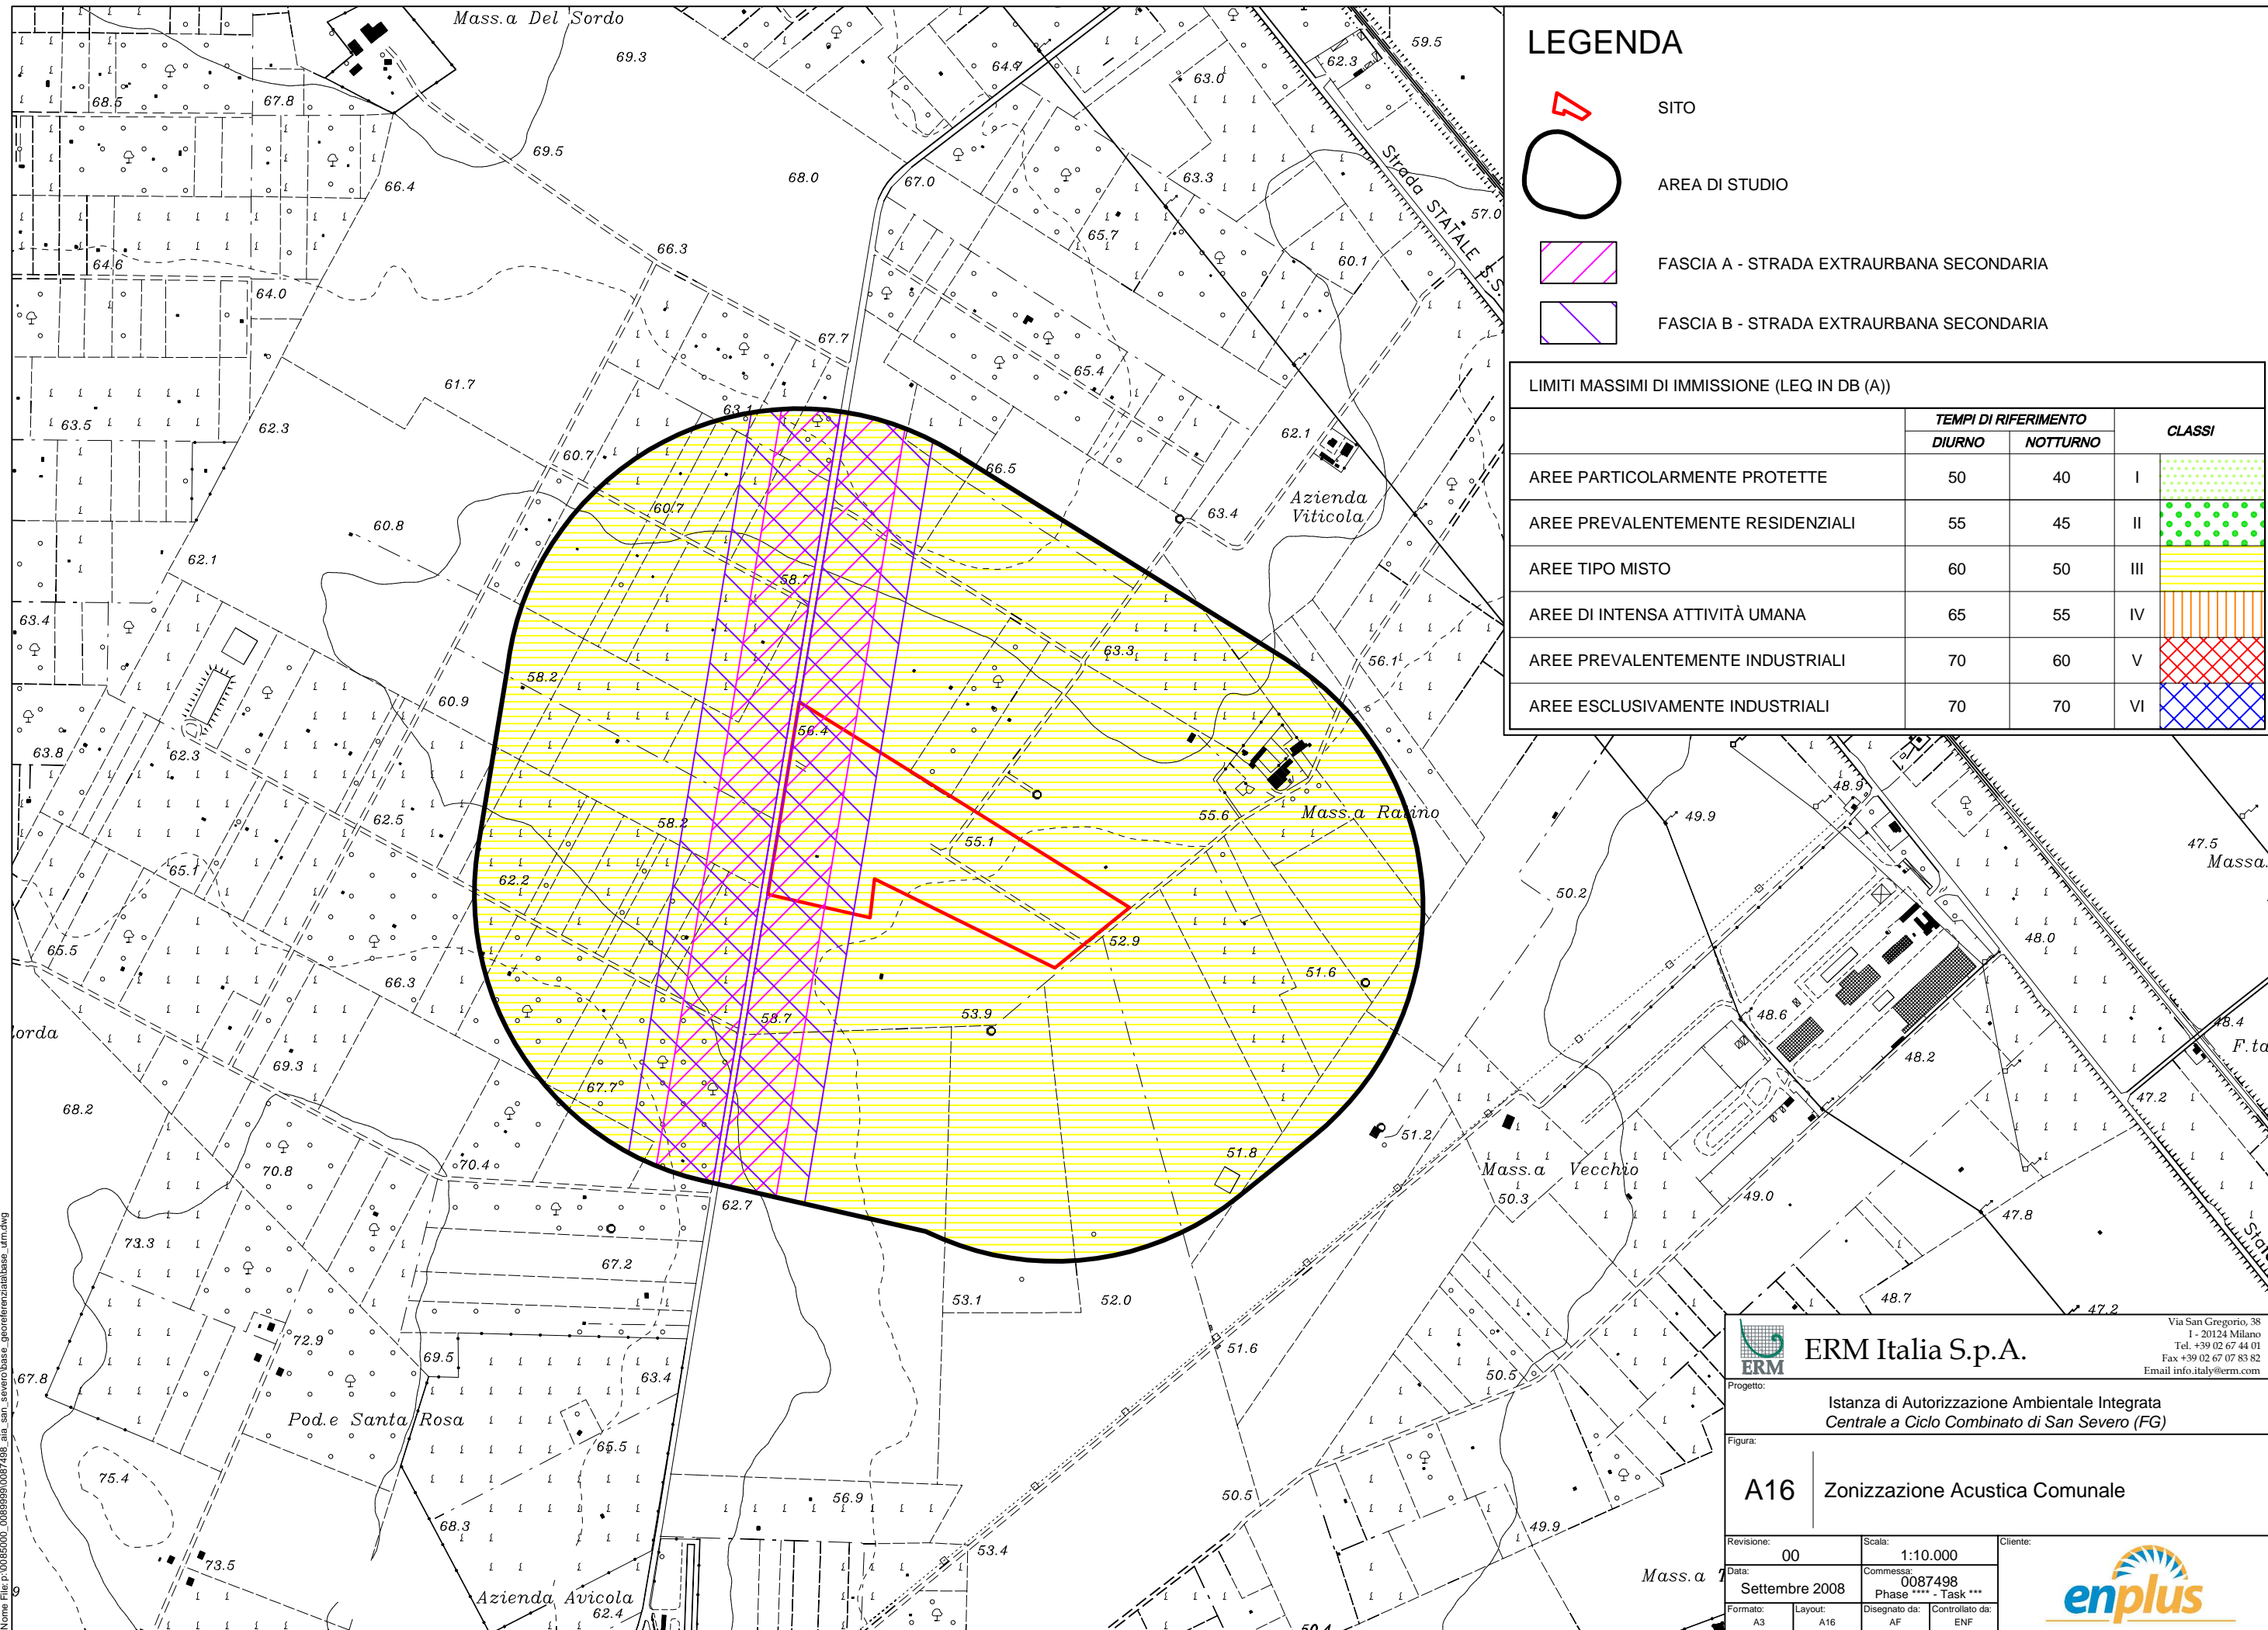 Mass.a Del Sordo
69.3
64.7
63.0
62.3
59.5
68.5
67.8
69.5
68.0
67.0
63.3
66.4
57.0
Strada STATALE S.S.
66.3
65.7
60.1
64.6
64.0
67.7
65.4
61.7
63.5
62.3
63.1
62.1
60.7
66.5
Azienda
Viticola
60.8
60.7
63.4
62.1
58.7
63.4
63.3
56.1
58.2
60.9
56.4
63.8
62.3
62.5
58.2
55.1
55.6
Mass.a Ratino
65.1
62.2
52.9
65.5
66.3
51.6
53.7
53.9
69.3
67.7
68.2
70.8
70.4
51.8
51.2
62.7
73.3
67.2
53.1
52.0
72.9
69.5
63.4
67.8
51.6
Pod.e Santa Rosa
65.5
75.4
56.9
50.5
68.3
73.5
53.4
Azienda Avicola
62.4
50.4
49.9
50.5
Mass.a Vecchio
50.3
49.0
47.8
48.7
47.2
48.9
49.9
47.5
Massa.
50.2
48.0
48.6
48.2
48.4
F.ta
47.2
LEGENDA
SITO
AREA DI STUDIO
FASCIA A - STRADA EXTRAURBANA SECONDARIA
FASCIA B - STRADA EXTRAURBANA SECONDARIA
LIMITI MASSIMI DI IMMISSIONE (LEQ IN DB (A))
TEMPI DI RIFERIMENTO
CLASSI
DIURNO NOTTURNO
AREE PARTICOLARMENTE PROTETTE 50 40 I
AREE PREVALENTEMENTE RESIDENZIALI 55 45 II
AREE TIPO MISTO 60 50 III
AREE DI INTENSA ATTIVITÀ UMANA 65 55 IV
AREE PREVALENTEMENTE INDUSTRIALI 70 60 V
AREE ESCLUSIVAMENTE INDUSTRIALI 70 70 VI
ERM
ERM Italia S.p.A.
Via San Gregorio, 38
I - 20124 Milano
Tel. +39 02 67 44 01
Fax +39 02 67 07 83 82
Email info.italy@erm.com
Progetto:
Istanza di Autorizzazione Ambientale Integrata
Centrale a Ciclo Combinato di San Severo (FG)
Figura:
A16 Zonizzazione Acustica Comunale
Revisione: 00
Scala: 1:10.000
Cliente:
Data: Settembre 2008
Commessa: 0087498
Phase **** - Task ***
Formato: A3
Layout: A16
Disegnato da: AF
Controllato da: ENF
enplus